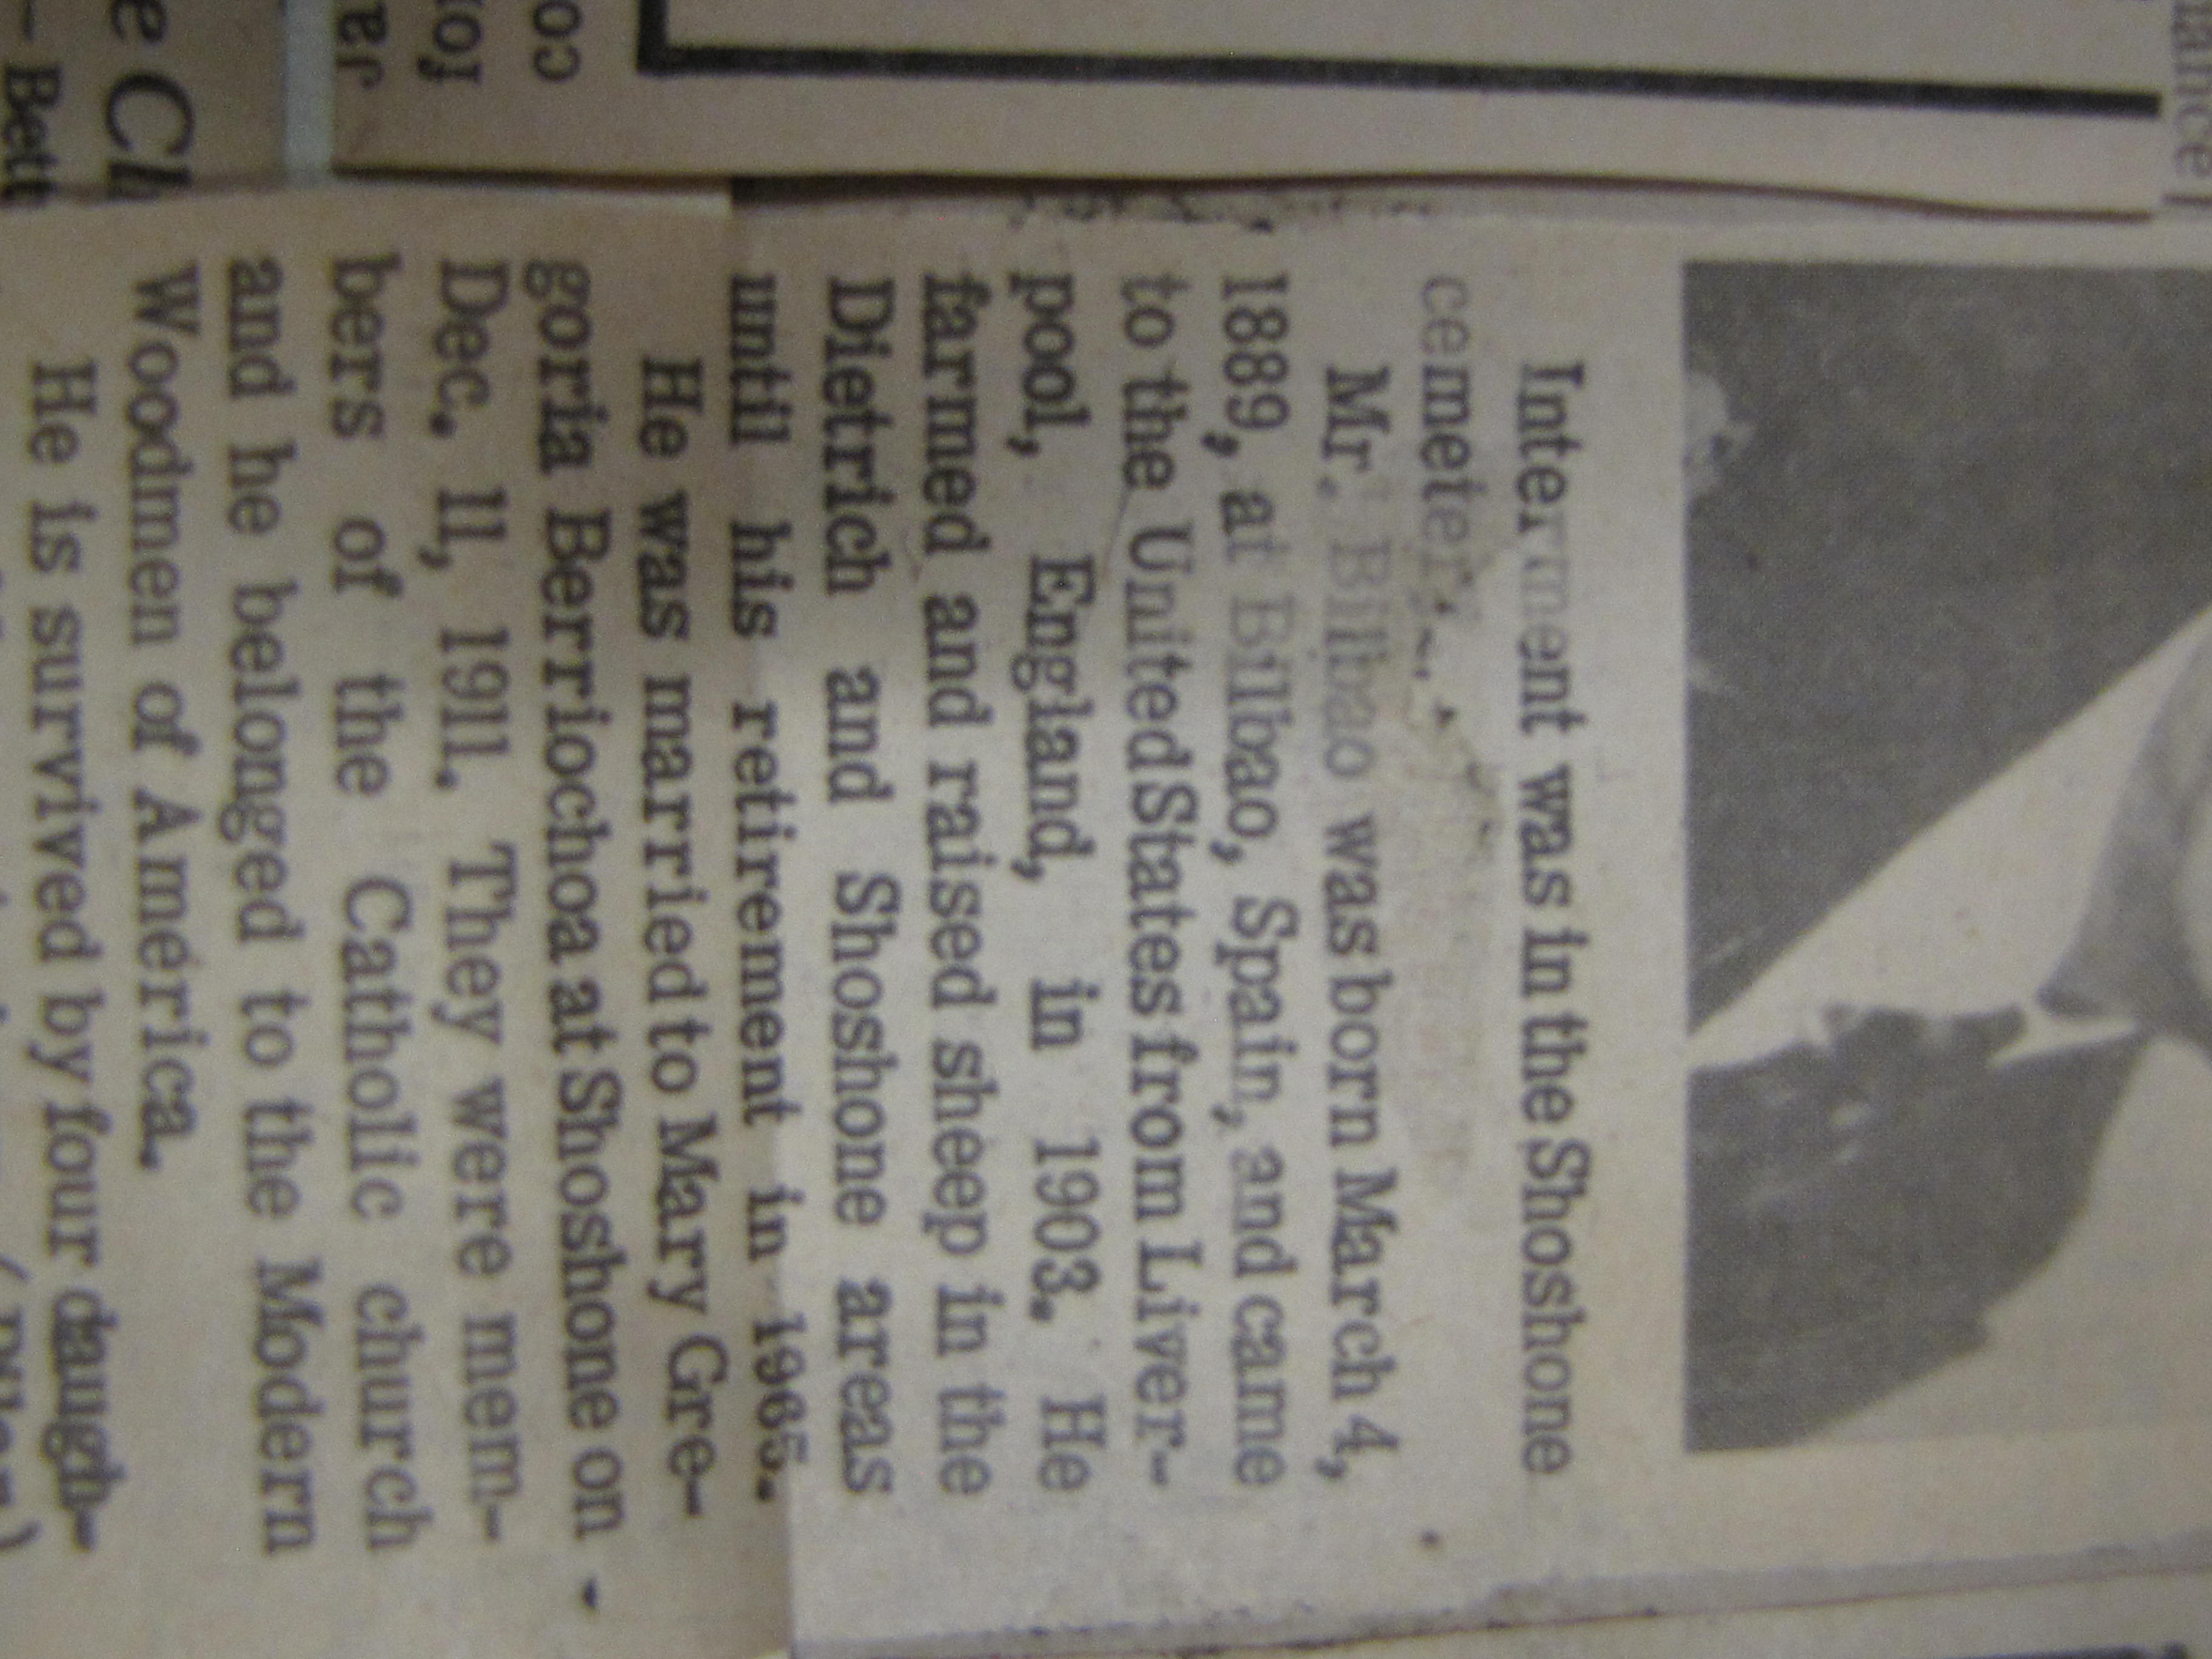 Interment was in the Shoshone
cemetery.
Mr. Bilbao was born March 4,
1889, at Bilbao, Spain, and came
to the United States from Liver-
pool, England, in 1903. He
farmed and raised sheep in the
Dietrich and Shoshone areas
until his retirement in 1965.
He was married to Mary Gre-
goria Berriochoa at Shoshone on
Dec. 11, 1911. They were mem-
bers of the Catholic church
and he belonged to the Modern
Woodmen of America.
He is survived by four daugh-
co
for